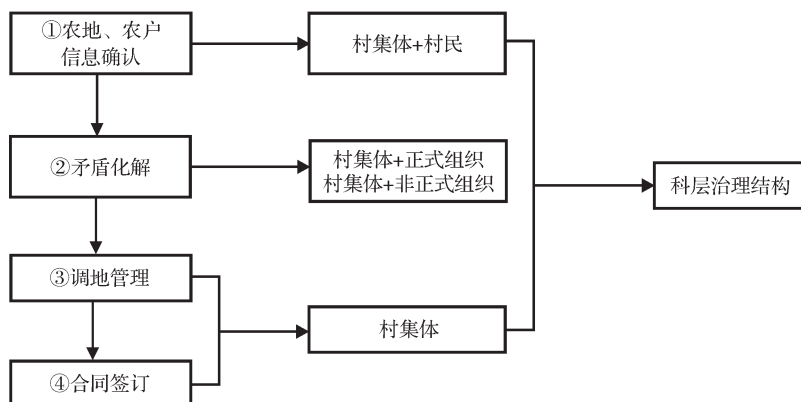 ①农地、农户
信息确认
村集体+村民
②矛盾化解
村集体+正式组织
村集体+非正式组织
科层治理结构
③调地管理
村集体
④合同签订